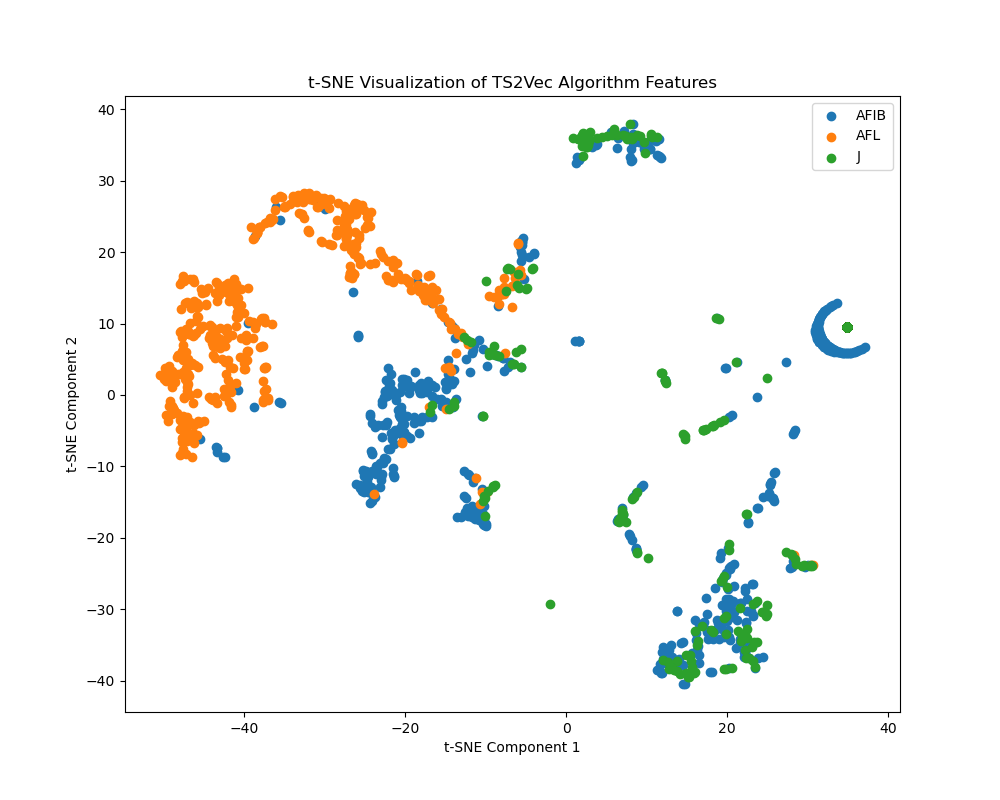 t-SNE Visualization of TS2Vec Algorithm Features
AFIB
AFL
J
40
30
20
10
0
−10
−20
−30
−40
t-SNE Component 2
−40
−20
0
20
40
t-SNE Component 1